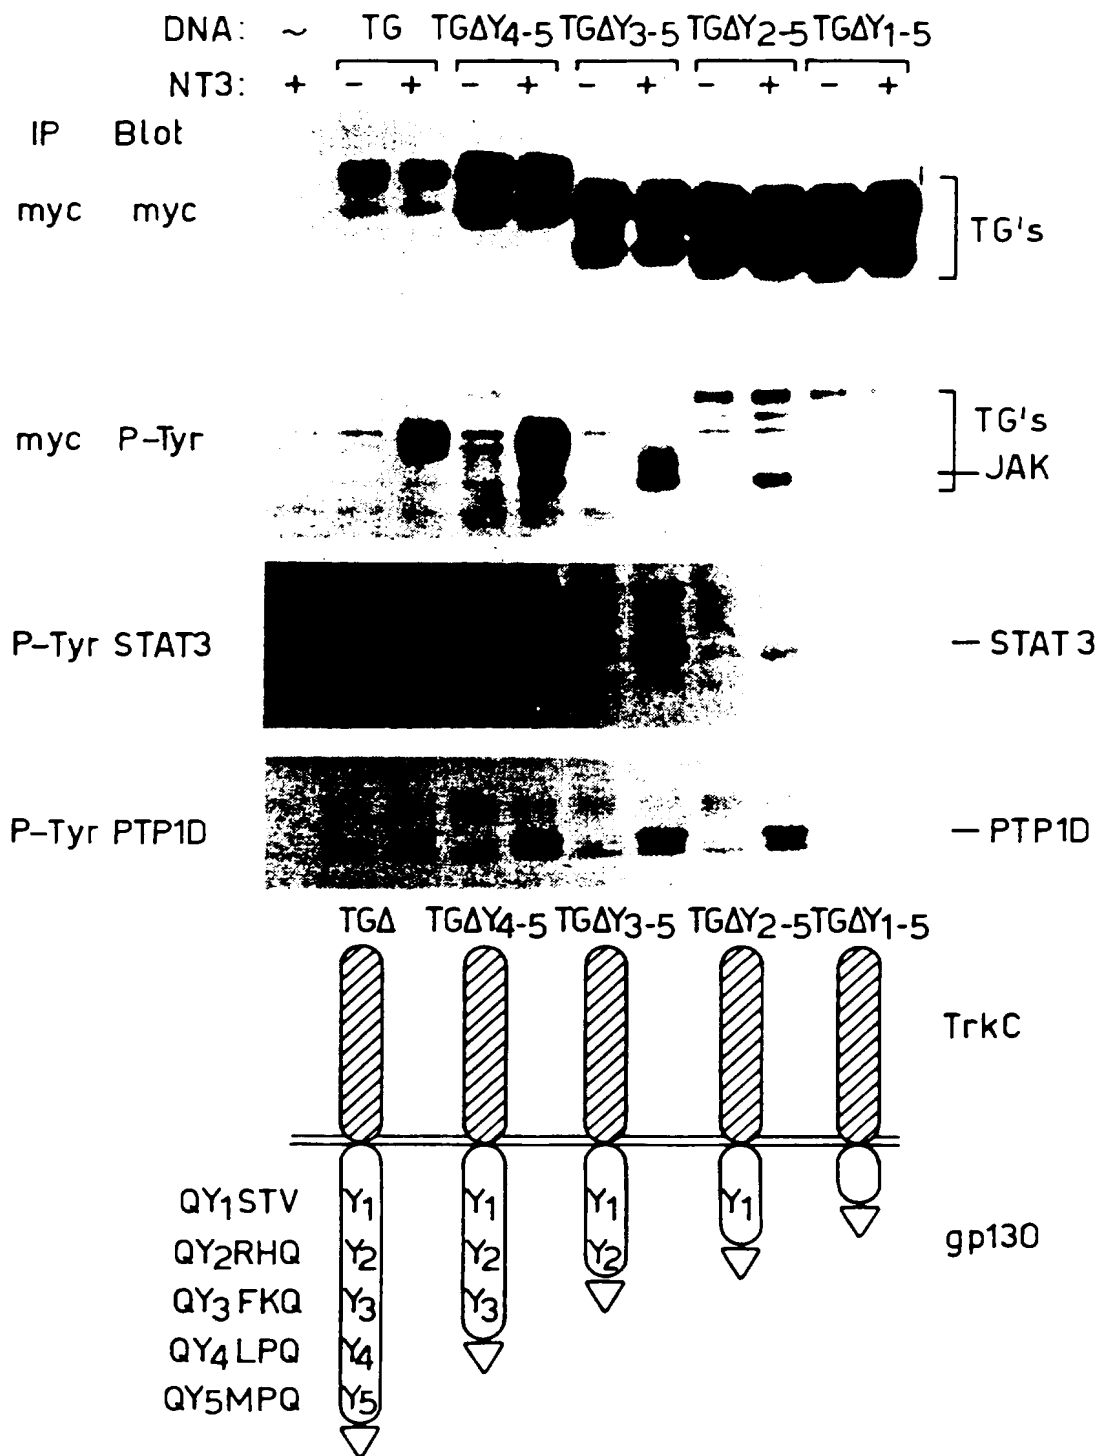 DNA: ~ TG TGΔY4-5 TGΔY3-5 TGΔY2-5 TGΔY1-5
NT3: + - + - + - + - + - +
IP Blot
myc myc TG's
myc P-Tyr TG's
JAK
P-Tyr STAT3 STAT3
P-Tyr PTP1D PTP1D
TGΔ TGΔY4-5 TGΔY3-5 TGΔY2-5 TGΔY1-5
TrkC
QY1STV Y1 Y1 Y1 Y1
gp130
QY2RHQ Y2 Y2 Y2
QY3FKQ Y3 Y3
QY4LPQ Y4
QY5MPQ Y5